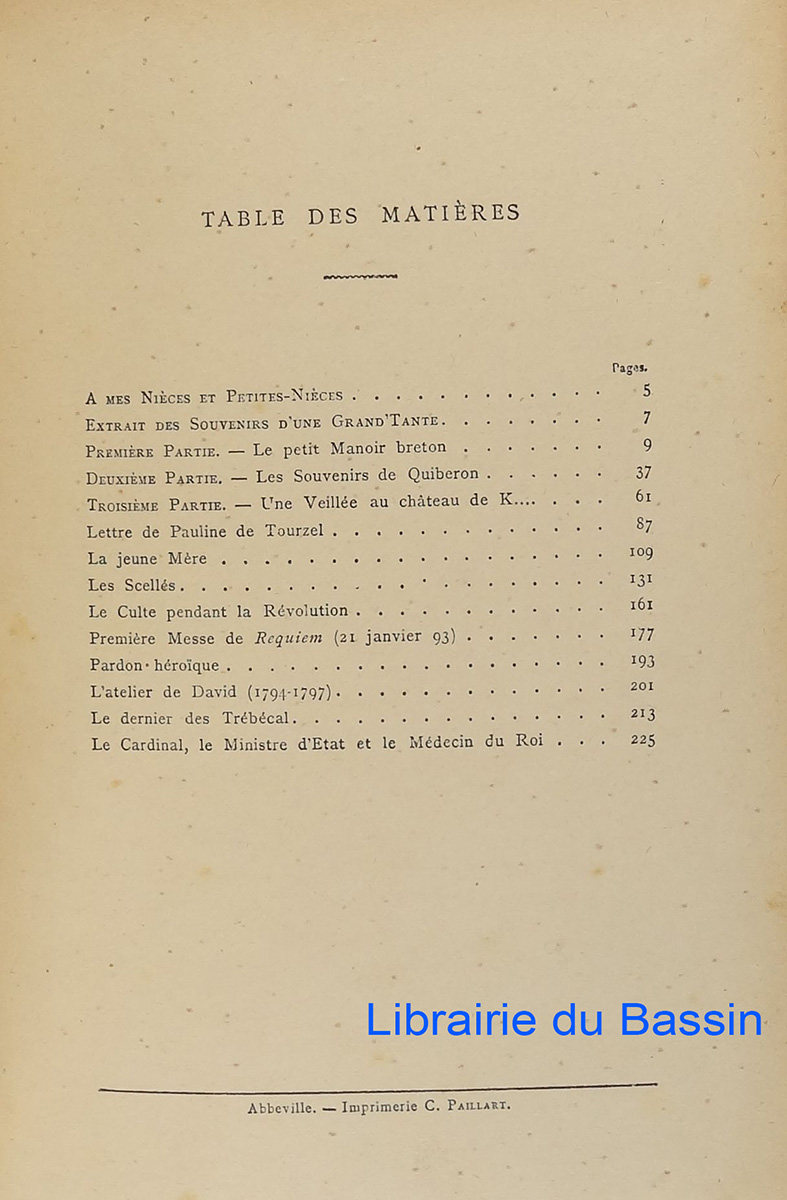 TABLE DES MATIÈRES
Pages.
A MES NIÈCES ET PETITES-NIÈCES . . . . . . . . . . . . 5
EXTRAIT DES SOUVENIRS D'UNE GRAND'TANTE. . . . . . . . 7
PREMIÈRE PARTIE. — Le petit Manoir breton . . . . . . . 9
DEUXIÈME PARTIE. — Les Souvenirs de Quiberon . . . . . . 37
TROISIÈME PARTIE. — Une Veillée au château de K.... . . . 61
Lettre de Pauline de Tourzel . . . . . . . . . . . . . 87
La jeune Mère . . . . . . . . . . . . . . . . . . 109
Les Scellés . . . . . . . . . . . . . . . . . . . 131
Le Culte pendant la Révolution . . . . . . . . . . . . 161
Première Messe de Requiem (21 janvier 93) . . . . . . . 177
Pardon héroïque . . . . . . . . . . . . . . . . . 193
L'atelier de David (1794-1797) . . . . . . . . . . . . . 201
Le dernier des Trébécal. . . . . . . . . . . . . . . 213
Le Cardinal, le Ministre d'Etat et le Médecin du Roi . . . 225
Librairie du Bassin
Abbeville. — Imprimerie C. PAILLART.